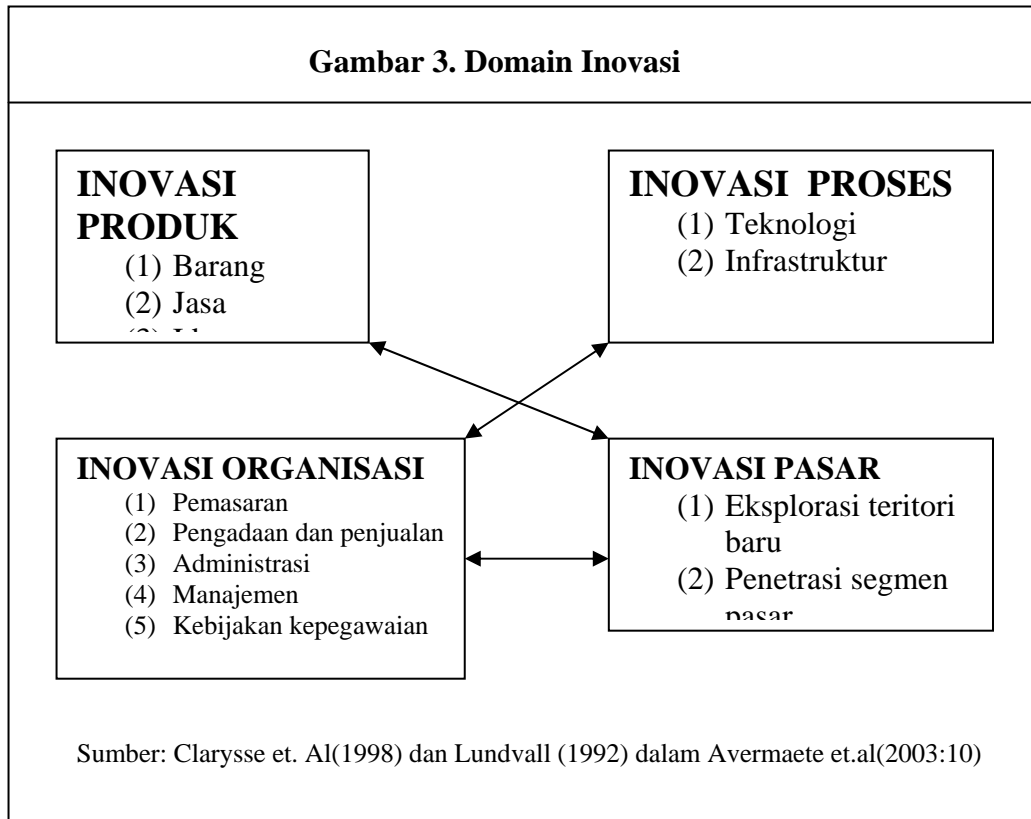 Gambar 3. Domain Inovasi
INOVASI
PRODUK
(1) Barang
(2) Jasa
INOVASI PROSES
(1) Teknologi
(2) Infrastruktur
INOVASI ORGANISASI
(1) Pemasaran
(2) Pengadaan dan penjualan
(3) Administrasi
(4) Manajemen
(5) Kebijakan kepegawaian
INOVASI PASAR
(1) Eksplorasi teritori
baru
(2) Penetrasi segmen
pasar
Sumber: Clarysse et. Al(1998) dan Lundvall (1992) dalam Avermaete et.al(2003:10)